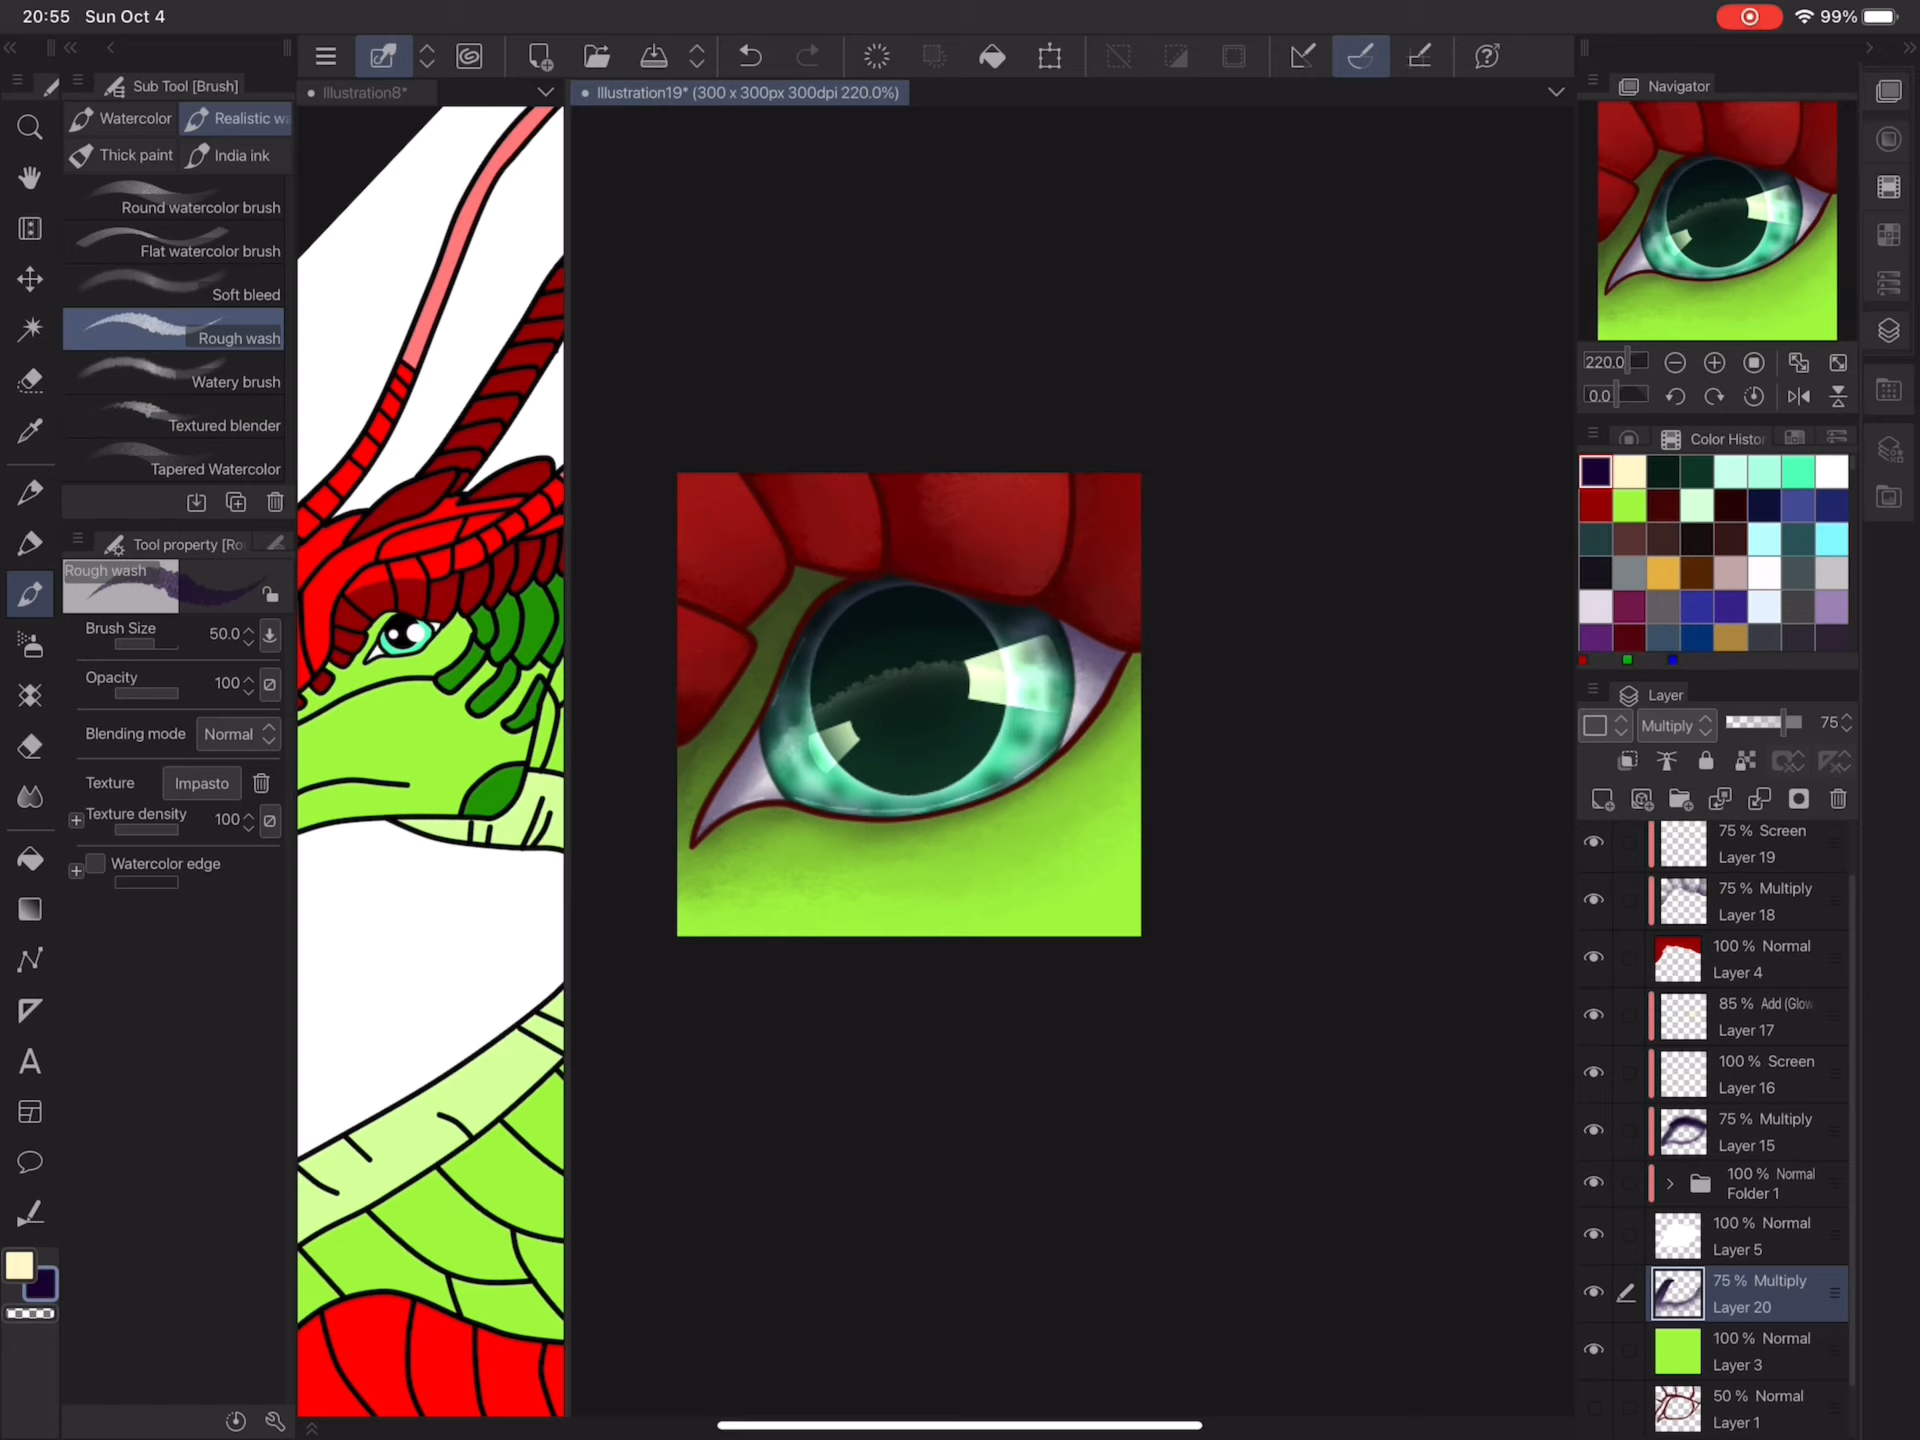 20:55 Sun Oct 4
99%
Sub Tool [Brush]
Watercolor
Realistic wa
Thick paint
India ink
Round watercolor brush
Flat watercolor brush
Soft bleed
Rough wash
Watery brush
Textured blender
Tapered Watercolor
Tool property [Ro
Rough wash
Brush Size 50.0
Opacity 100
Blending mode Normal
Texture Impasto
Texture density 100
Watercolor edge
Illustration8*
Illustration19* (300 x 300px 300dpi 220.0%)
Navigator
220.0
0.0
Color Histo
Layer
Multiply 75
75 % Screen
Layer 19
75 % Multiply
Layer 18
100 % Normal
Layer 4
85 % Add (Glow
Layer 17
100 % Screen
Layer 16
75 % Multiply
Layer 15
100 % Normal
Folder 1
100 % Normal
Layer 5
75 % Multiply
Layer 20
100 % Normal
Layer 3
50 % Normal
Layer 1